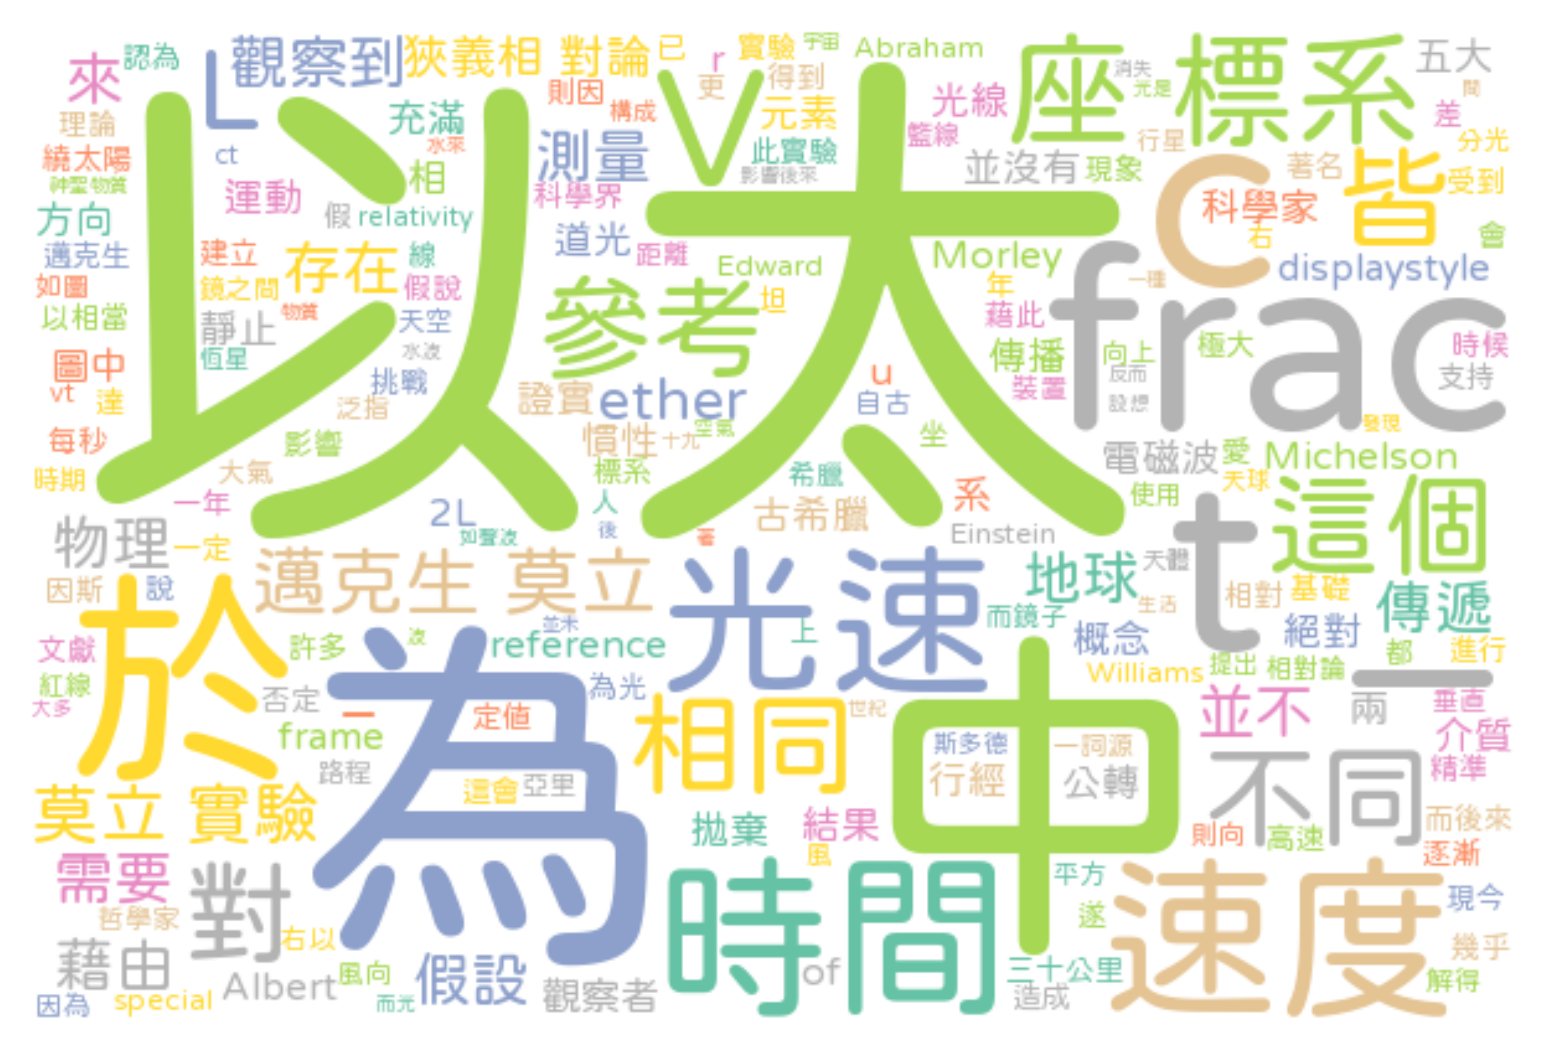 以太
為
中
於
光速
時間
速度
frac
c
t
v
L
座標系
皆
這個
相同
不同
參考
對
觀察到
狹義相 對論
已
實驗
宇宙
Abraham
五大
來
認為
r
更
得到
消失
光是
間
理論
則因
構成
充滿
元素
光線
籃線
差
分光
繞太陽
水來
ct
測量
此實驗
行星
神聖物質
相
影響後來
並沒有
現象
著名
受到
運動
科學界
科學家
方向
假
relativity
道光
距離
右
會
邁克生
建立
存在
線
Edward
Morley
displaystyle
如圖
鏡之間
假說
年
一種
坦
以相當
物質
靜止
天空
藉此
恆星
水波
傳播
向上
極大
時候
圖中
挑戰
u
反而
支持
vt
達
泛指
證實
ether
自古
裝置
設想
每秒
影響
慣性
十九
空氣
坐
發現
電磁波
愛
Michelson
時期
大氣
標系
希臘
天球
一年
2L
人
系
使用
古希臘
物理
一定
如聲波
後
著
Einstein
邁克生 莫立
地球
天體
因斯
說
相對
基礎
傳遞
生活
而鏡子
並未
文獻
許多
波
reference
上
概念
絕對
Williams
提出
相對論
都
進行
紅線
大多
否定
一
為光
定值
世紀
並不
兩
垂直
介質
frame
斯多德
一詞源
路程
這會
亞里
行經
公轉
精準
莫立 實驗
拋棄
結果
風
則向
高速
而後來
逐漸
需要
平方
現今
哲學家
遂
藉由
右以
幾乎
Albert
風向
假設
觀察者
of
三十公里
造成
解得
因為
special
而光